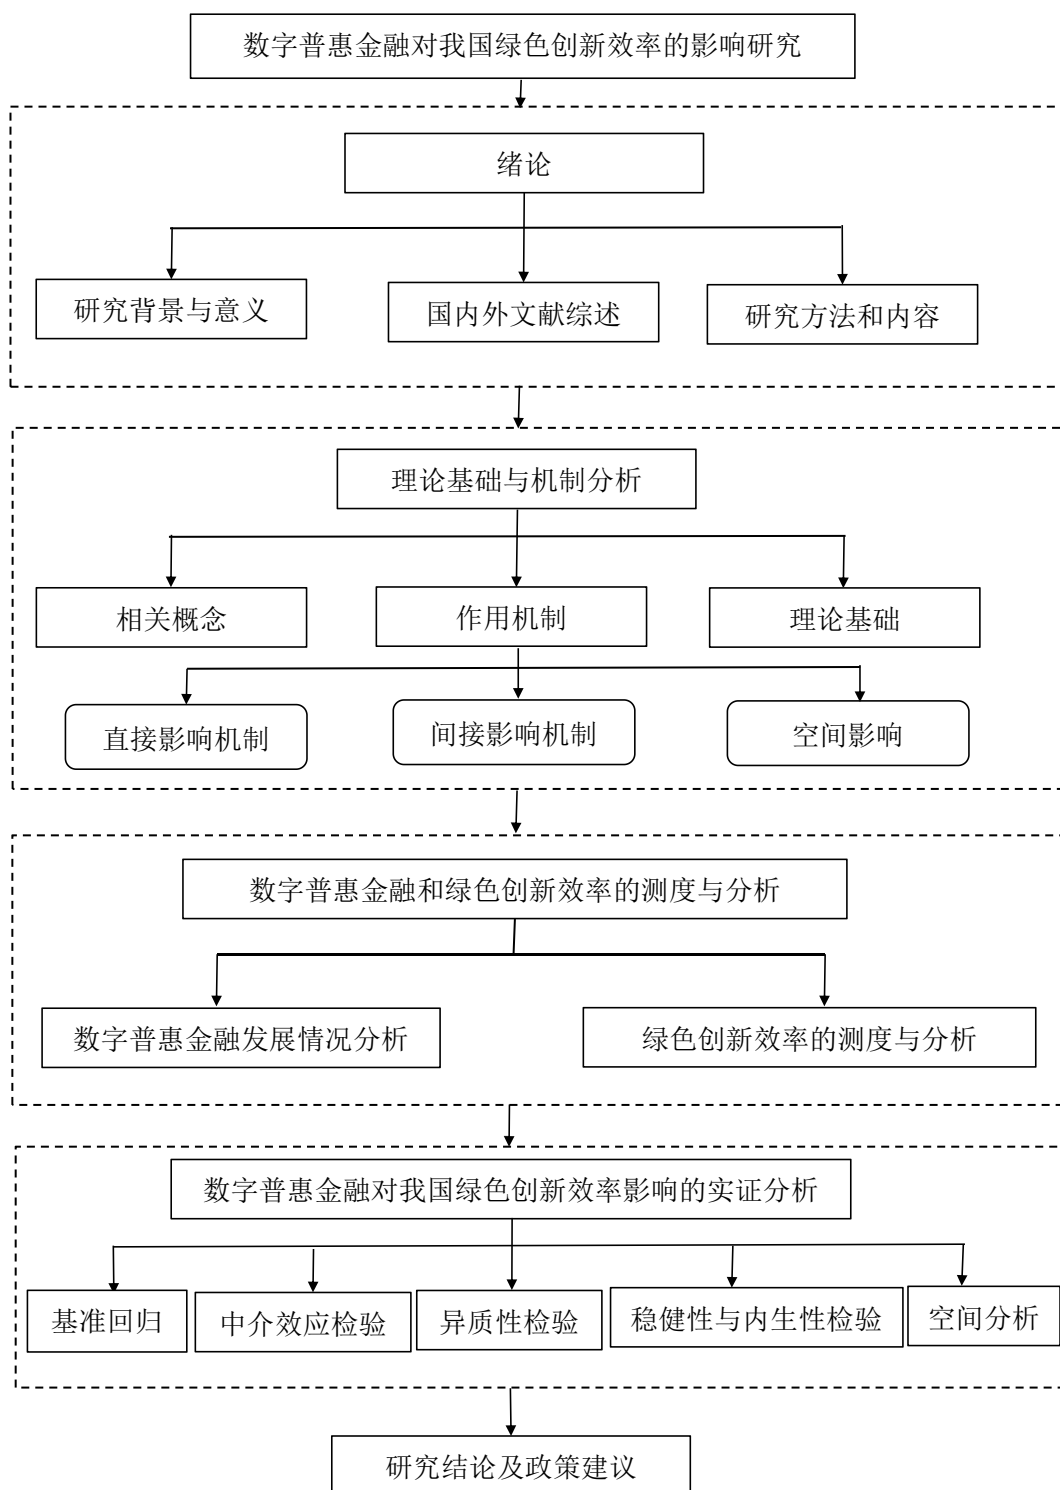 数字普惠金融对我国绿色创新效率的影响研究
绪论
研究背景与意义
国内外文献综述
研究方法和内容
理论基础与机制分析
相关概念
作用机制
理论基础
直接影响机制
间接影响机制
空间影响
数字普惠金融和绿色创新效率的测度与分析
数字普惠金融发展情况分析
绿色创新效率的测度与分析
数字普惠金融对我国绿色创新效率影响的实证分析
基准回归
中介效应检验
异质性检验
稳健性与内生性检验
空间分析
研究结论及政策建议